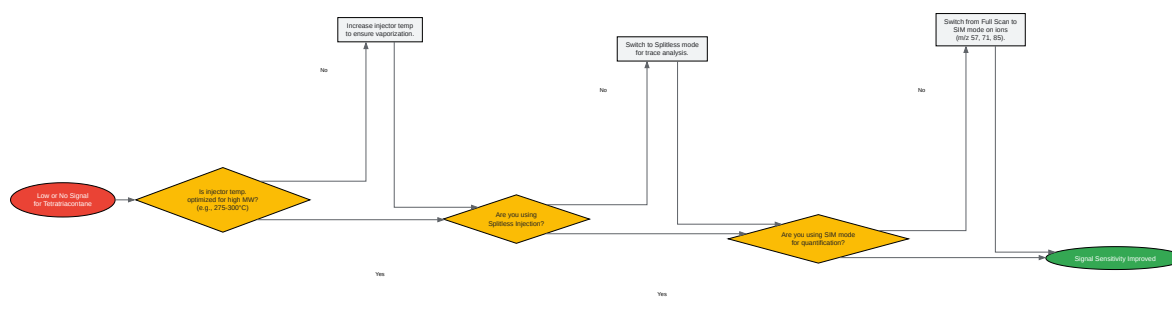 Low or No Signal
for Tetratriacontane
Is injector temp.
optimized for high MW?
(e.g., 275-300°C)
No
Increase injector temp
to ensure vaporization.
Yes
Are you using
Splitless Injection?
No
Switch to Splitless mode
for trace analysis.
Yes
Are you using SIM mode
for quantification?
No
Switch from Full Scan to
SIM mode on ions
(m/z 57, 71, 85).
Signal Sensitivity Improved